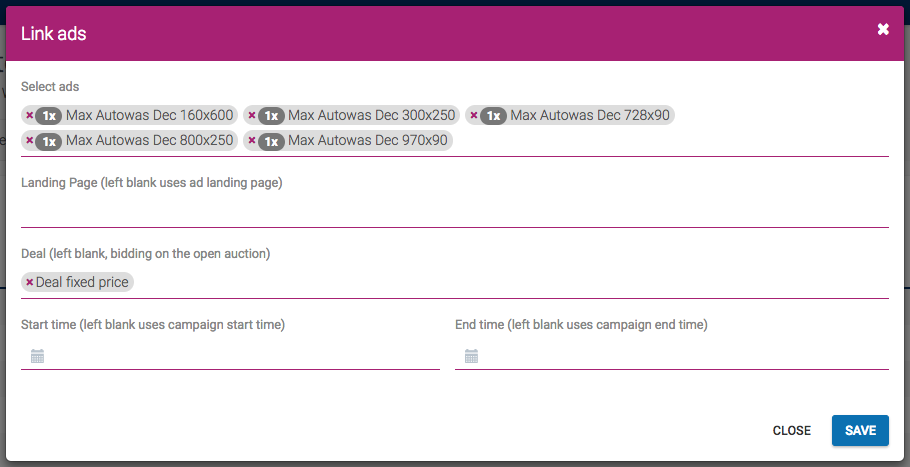 Link ads ×
Select ads
× 1x Max Autowas Dec 160x600 × 1x Max Autowas Dec 300x250 × 1x Max Autowas Dec 728x90
× 1x Max Autowas Dec 800x250 × 1x Max Autowas Dec 970x90
Landing Page (left blank uses ad landing page)
Deal (left blank, bidding on the open auction)
× Deal fixed price
Start time (left blank uses campaign start time) End time (left blank uses campaign end time)
CLOSE SAVE